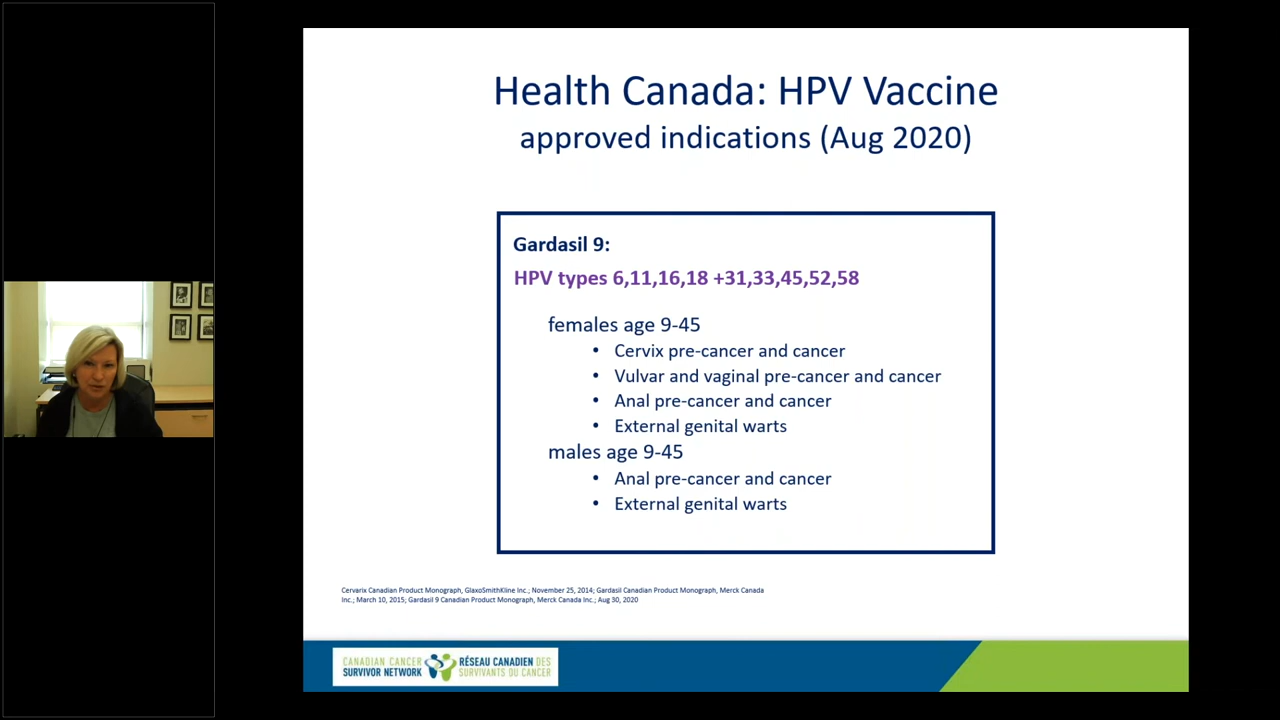 Health Canada: HPV Vaccine
approved indications (Aug 2020)
Gardasil 9:
HPV types 6,11,16,18 +31,33,45,52,58
females age 9-45
• Cervix pre-cancer and cancer
• Vulvar and vaginal pre-cancer and cancer
• Anal pre-cancer and cancer
• External genital warts
males age 9-45
• Anal pre-cancer and cancer
• External genital warts
Cervarix Canadian Product Monograph, GlaxoSmithKline Inc.; November 25, 2014; Gardasil Canadian Product Monograph, Merck Canada
Inc.; March 10, 2015; Gardasil 9 Canadian Product Monograph, Merck Canada Inc.; Aug 30, 2020
CANADIAN CANCER
SURVIVOR NETWORK
RÉSEAU CANADIEN DES
SURVIVANTS DU CANCER